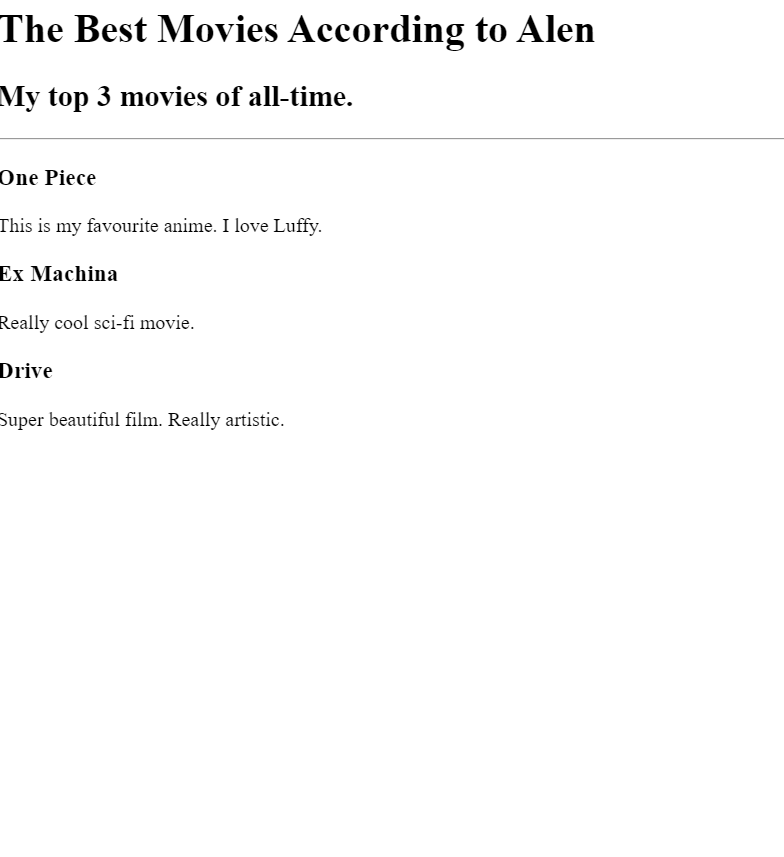 The Best Movies According to Alen
My top 3 movies of all-time.
One Piece
This is my favourite anime. I love Luffy.
Ex Machina
Really cool sci-fi movie.
Drive
Super beautiful film. Really artistic.